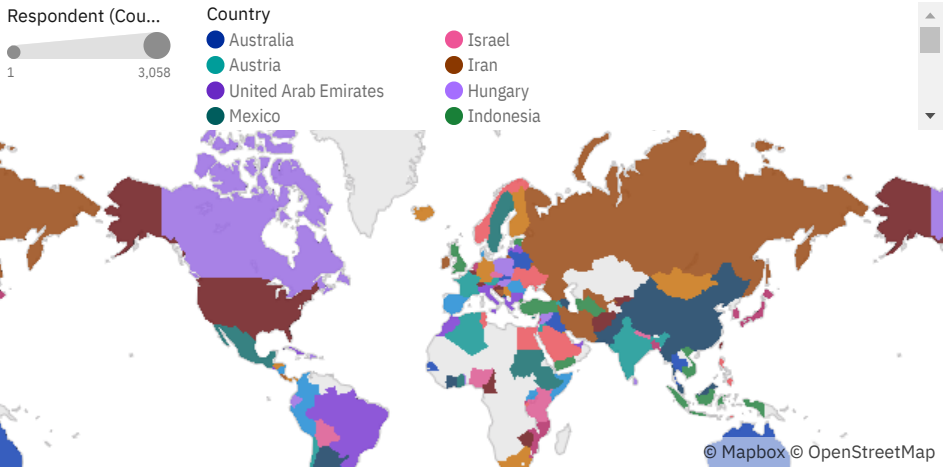 Respondent (Cou...
1
3,058
Country
Australia
Austria
United Arab Emirates
Mexico
Israel
Iran
Hungary
Indonesia
© Mapbox © OpenStreetMap